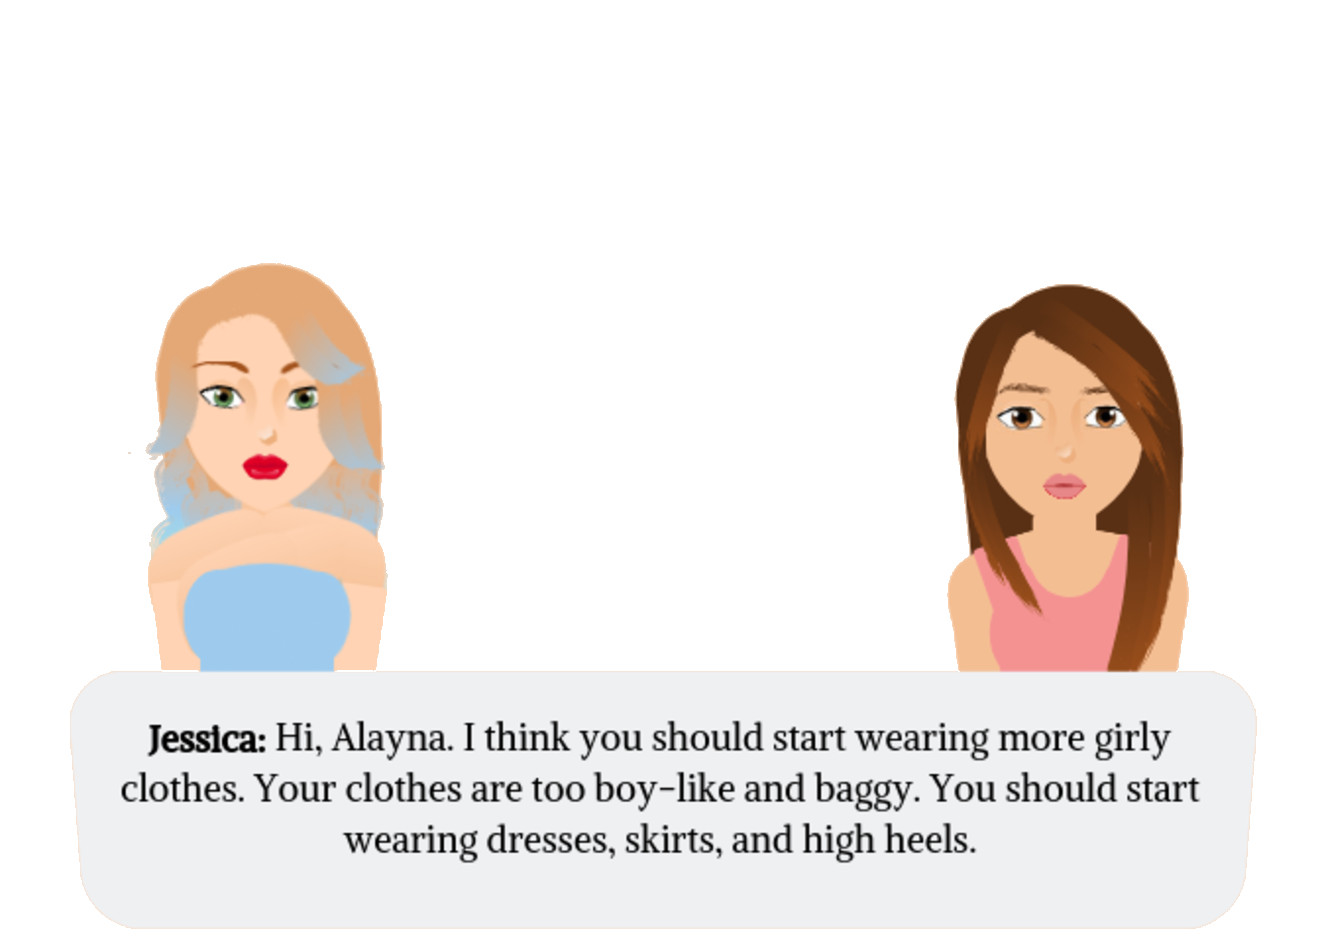 Jessica: Hi, Alayna. I think you should start wearing more girly
clothes. Your clothes are too boy-like and baggy. You should start
wearing dresses, skirts, and high heels.